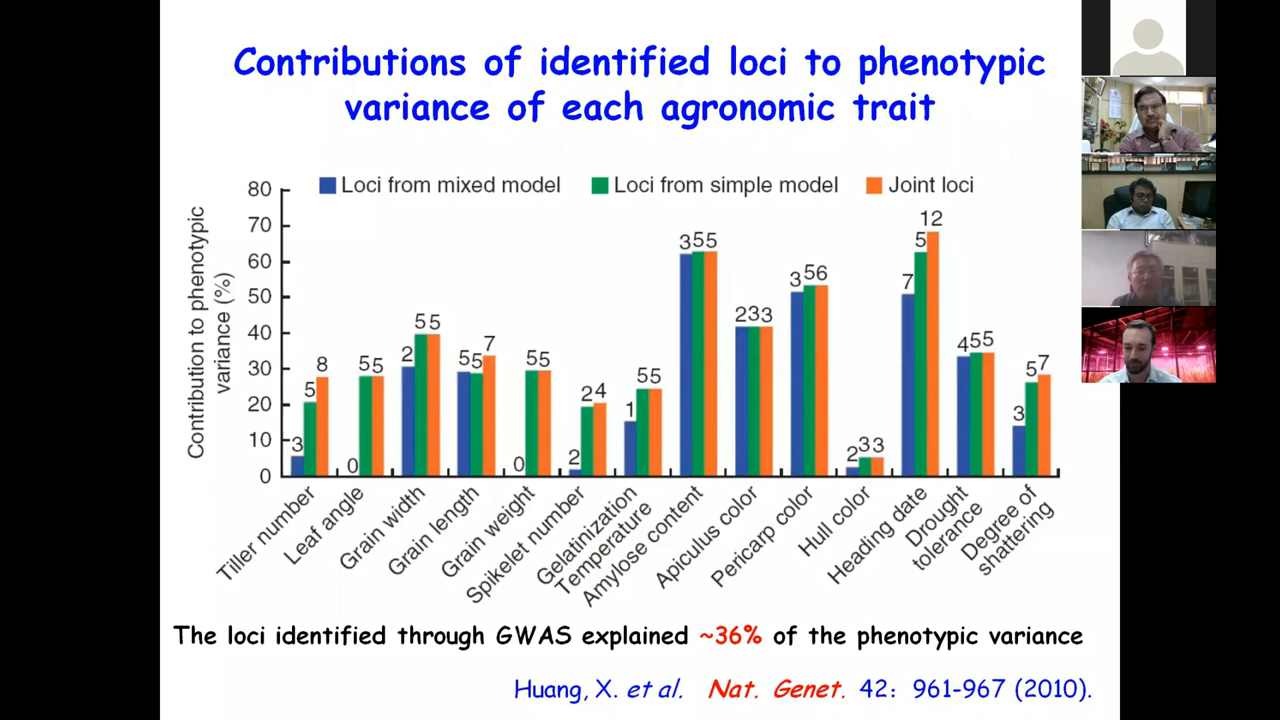 Contributions of identified loci to phenotypic
variance of each agronomic trait
Loci from mixed model
Loci from simple model
Joint loci
Contribution to phenotypic
variance (%)
80
70
60
50
40
30
20
10
0
3 5 8
0 5 5
2 5 5
5 5 7
0 5 5
2 2 4
1 5 5
3 5 5
2 3 3
3 5 6
2 3 3
7 5 12
4 5 5
3 5 7
Tiller number
Leaf angle
Grain width
Grain length
Grain weight
Spikelet number
Gelatinization
Temperature
Amylose content
Apiculus color
Pericarp color
Hull color
Heading date
Drought
tolerance
Degree of
shattering
The loci identified through GWAS explained ~36% of the phenotypic variance
Huang, X. et al. Nat. Genet. 42: 961-967 (2010).